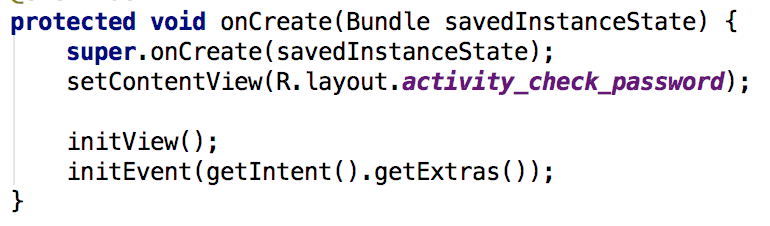 protected void onCreate(Bundle savedInstanceState) {
    super.onCreate(savedInstanceState);
    setContentView(R.layout.activity_check_password);

    initView();
    initEvent(getIntent().getExtras());
}